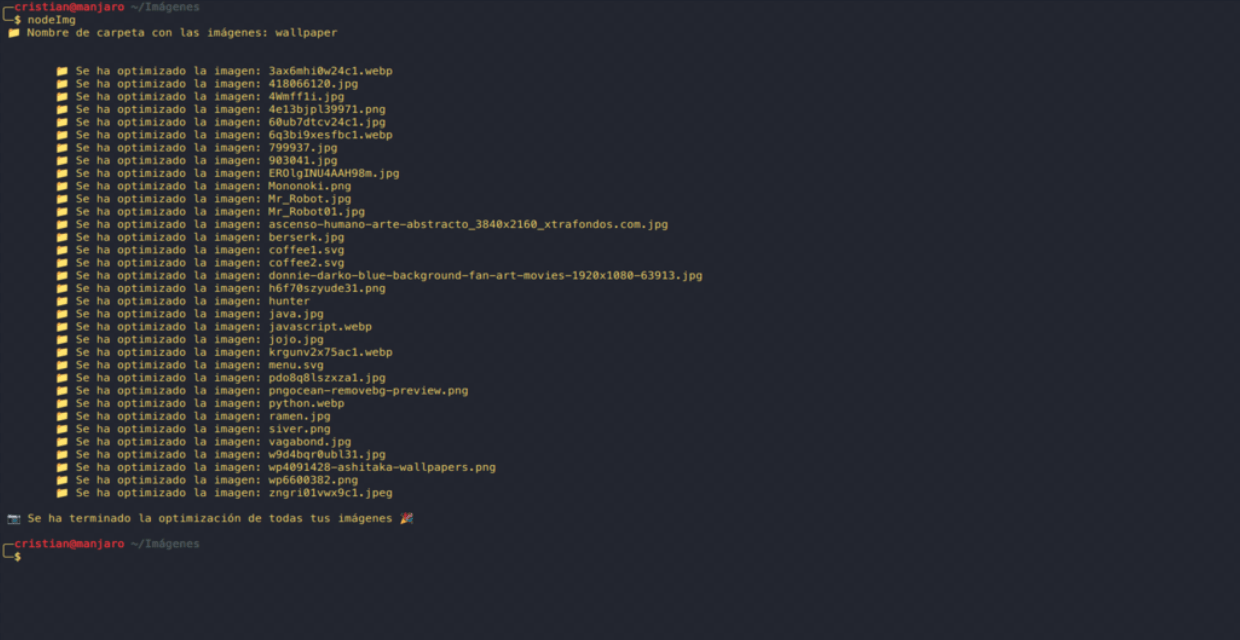 cristian@manjaro ~/Imágenes
$ nodeImg
📁 Nombre de carpeta con las imágenes: wallpaper
📁 Se ha optimizado la imagen: 3ax6mhi0w24c1.webp
📁 Se ha optimizado la imagen: 418066120.jpg
📁 Se ha optimizado la imagen: 4Wmff1i.jpg
📁 Se ha optimizado la imagen: 4e13bjpl39971.png
📁 Se ha optimizado la imagen: 60ub7dtcv24c1.jpg
📁 Se ha optimizado la imagen: 6q3bi9xesfbc1.webp
📁 Se ha optimizado la imagen: 799937.jpg
📁 Se ha optimizado la imagen: 903041.jpg
📁 Se ha optimizado la imagen: EROlgINU4AAH98m.jpg
📁 Se ha optimizado la imagen: Mononoki.png
📁 Se ha optimizado la imagen: Mr_Robot.jpg
📁 Se ha optimizado la imagen: Mr_Robot01.jpg
📁 Se ha optimizado la imagen: ascenso-humano-arte-abstracto_3840x2160_xtrafondos.com.jpg
📁 Se ha optimizado la imagen: berserk.jpg
📁 Se ha optimizado la imagen: coffee1.svg
📁 Se ha optimizado la imagen: coffee2.svg
📁 Se ha optimizado la imagen: donnie-darko-blue-background-fan-art-movies-1920x1080-63913.jpg
📁 Se ha optimizado la imagen: h6f70szyude31.png
📁 Se ha optimizado la imagen: hunter
📁 Se ha optimizado la imagen: java.jpg
📁 Se ha optimizado la imagen: javascript.webp
📁 Se ha optimizado la imagen: jojo.jpg
📁 Se ha optimizado la imagen: krgunv2x75ac1.webp
📁 Se ha optimizado la imagen: menu.svg
📁 Se ha optimizado la imagen: pdo8q8lszxza1.jpg
📁 Se ha optimizado la imagen: pngocean-removebg-preview.png
📁 Se ha optimizado la imagen: python.webp
📁 Se ha optimizado la imagen: ramen.jpg
📁 Se ha optimizado la imagen: siver.png
📁 Se ha optimizado la imagen: vagabond.jpg
📁 Se ha optimizado la imagen: w9d4bqr0ubl31.jpg
📁 Se ha optimizado la imagen: wp4091428-ashitaka-wallpapers.png
📁 Se ha optimizado la imagen: wp6600382.png
📁 Se ha optimizado la imagen: zngri01vwx9c1.jpeg
📷 Se ha terminado la optimización de todas tus imágenes 🎉
cristian@manjaro ~/Imágenes
$